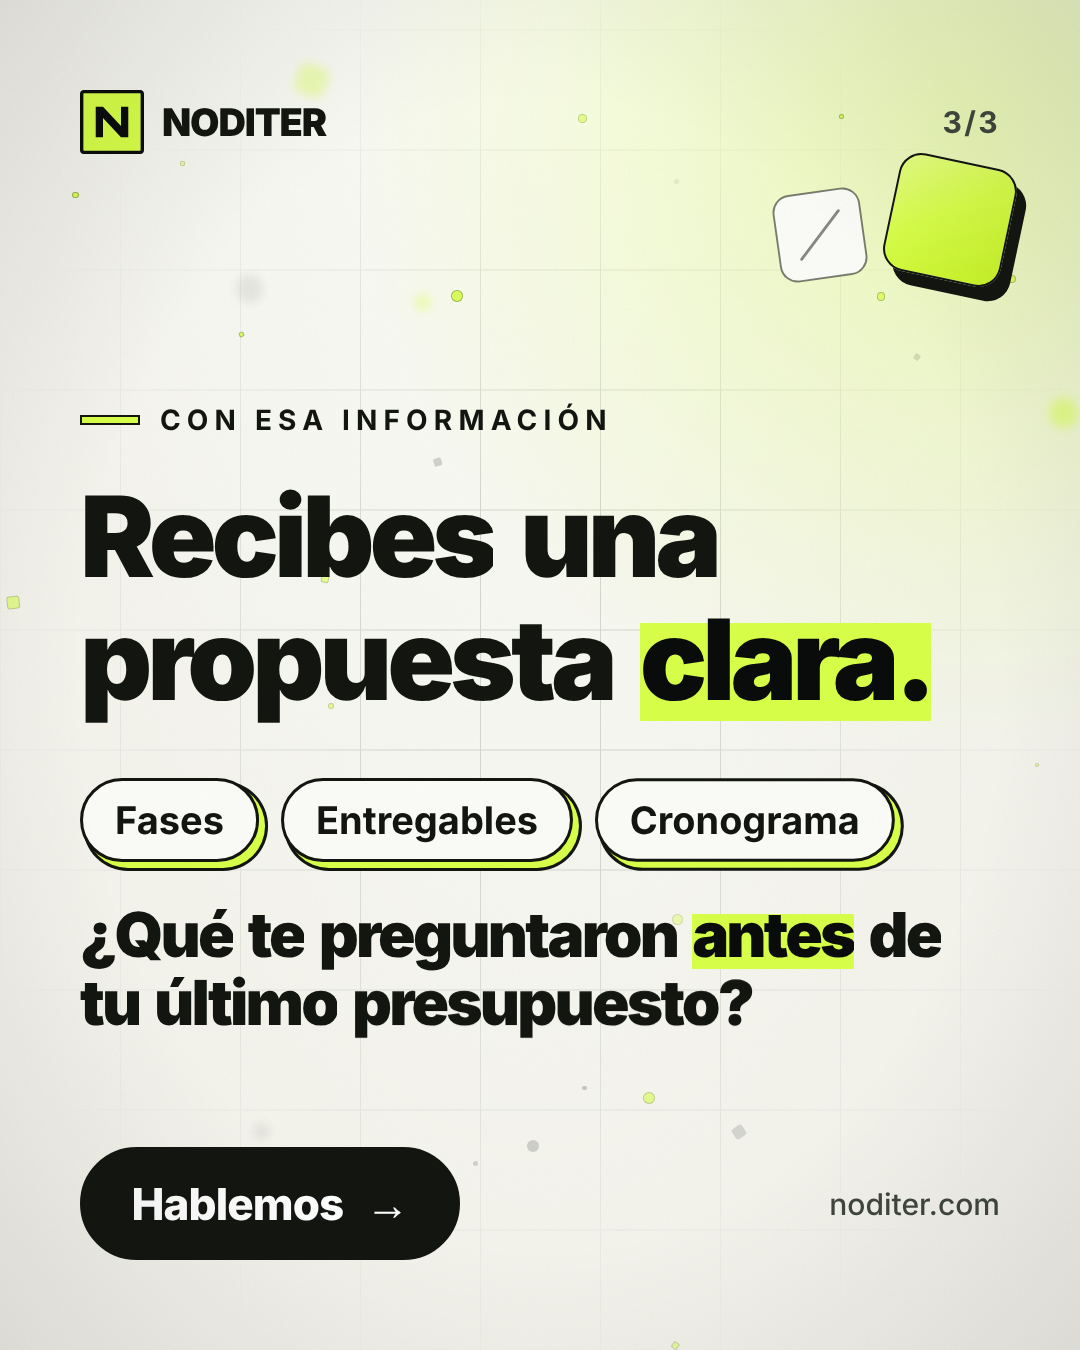 N NODITER
3/3
CON ESA INFORMACIÓN
Recibes una
propuesta clara.
Fases Entregables Cronograma
¿Qué te preguntaron antes de
tu último presupuesto?
Hablemos →
noditer.com